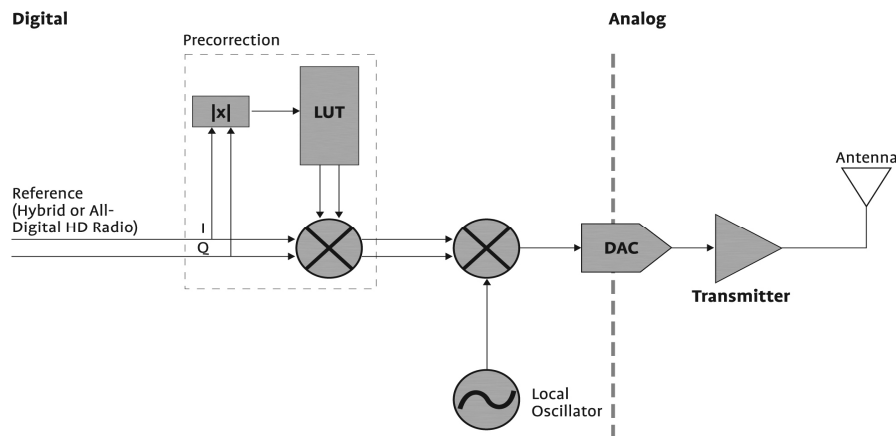 Digital
Analog
Precorrection
|x|
LUT
Antenna
Reference
(Hybrid or All-
Digital HD Radio)
I
Q
DAC
Transmitter
Local
Oscillator